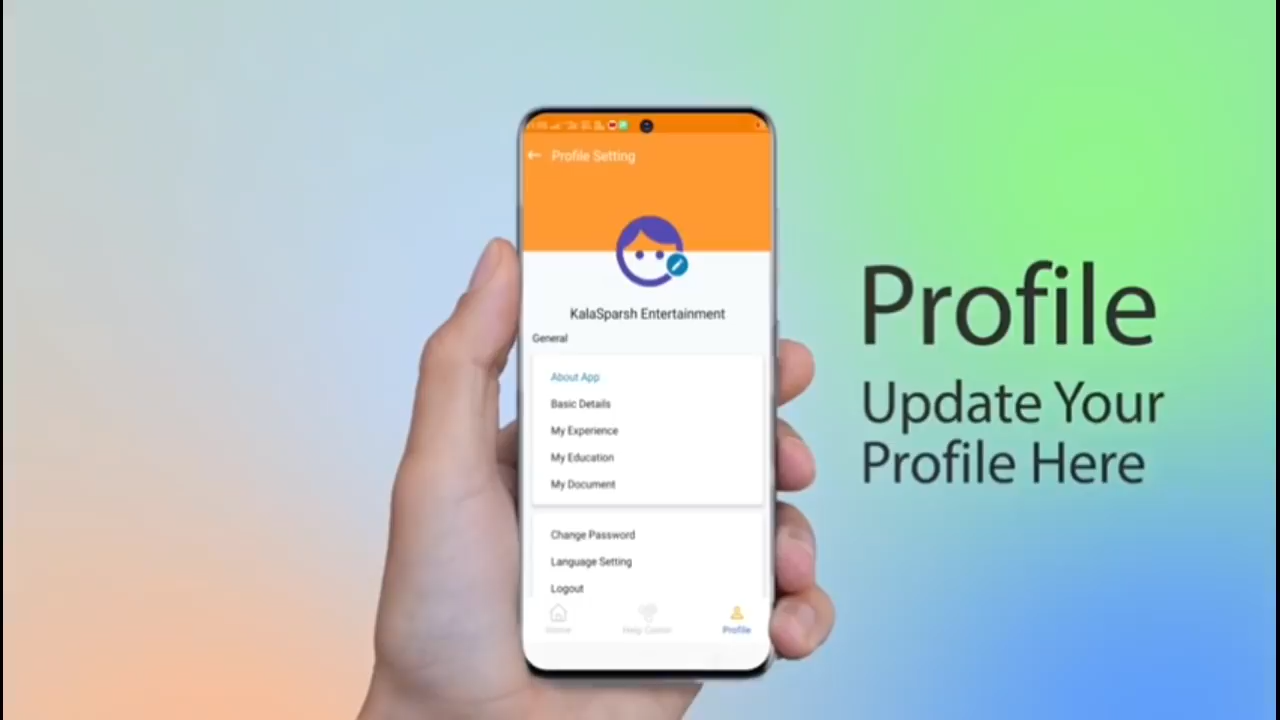 Profile Setting
KalaSparsh Entertainment
General
About App
Basic Details
My Experience
My Education
My Document
Change Password
Language Setting
Logout
Home
Help Center
Profile
Profile
Update Your
Profile Here